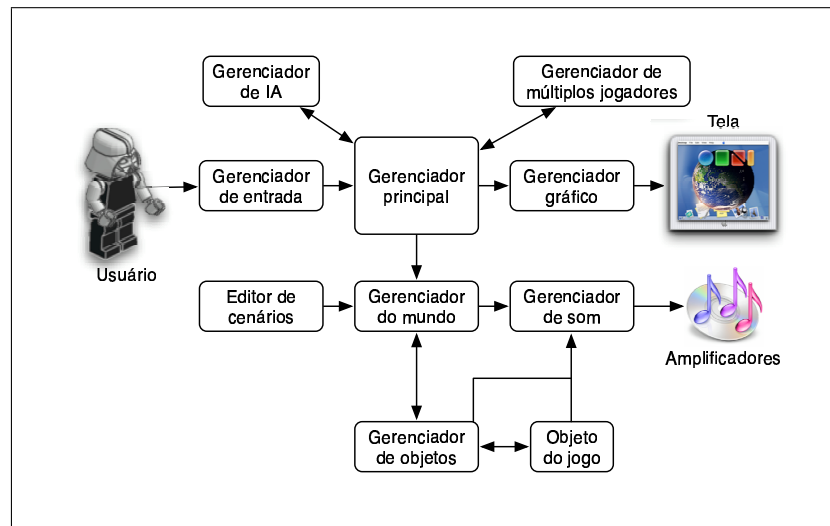 Gerenciador
de IA
Gerenciador de
múltiplos jogadores
Tela
Gerenciador
de entrada
Gerenciador
principal
Gerenciador
gráfico
Usuário
Editor de
cenários
Gerenciador
do mundo
Gerenciador
de som
Amplificadores
Gerenciador
de objetos
Objeto
do jogo